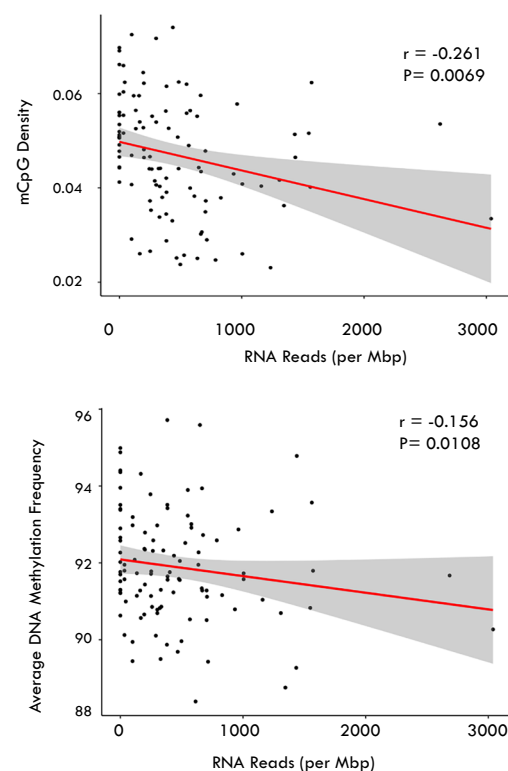 r = -0.261
P= 0.0069
0.06
0.04
0.02
mCpG Density
0 1000 2000 3000
RNA Reads (per Mbp)
r = -0.156
P= 0.0108
96
94
92
90
88
Average DNA Methylation Frequency
0 1000 2000 3000
RNA Reads (per Mbp)